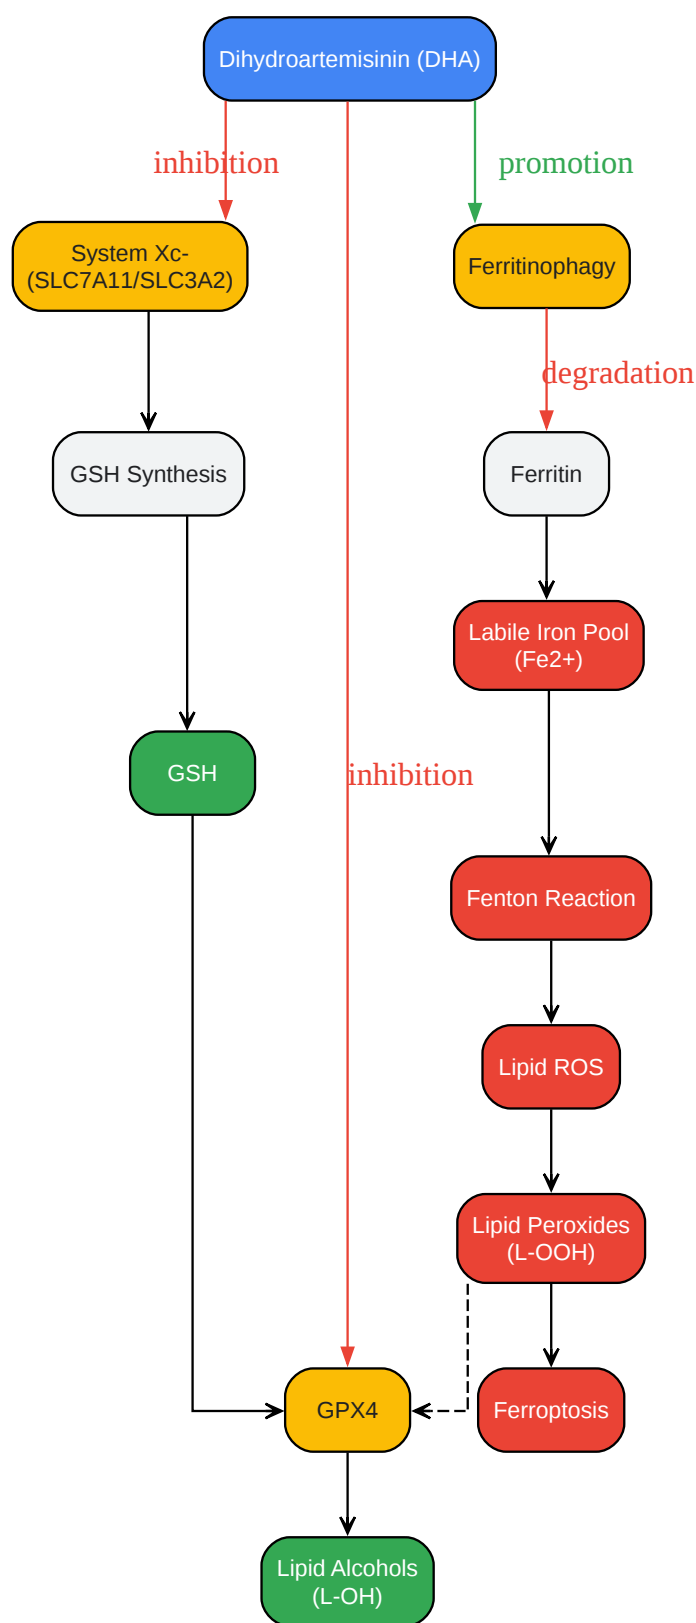 Dihydroartemisinin (DHA)
inhibition
promotion
System Xc-
(SLC7A11/SLC3A2)
Ferritinophagy
degradation
GSH Synthesis
Ferritin
Labile Iron Pool
(Fe2+)
GSH
inhibition
Fenton Reaction
Lipid ROS
Lipid Peroxides
(L-OOH)
GPX4
Ferroptosis
Lipid Alcohols
(L-OH)